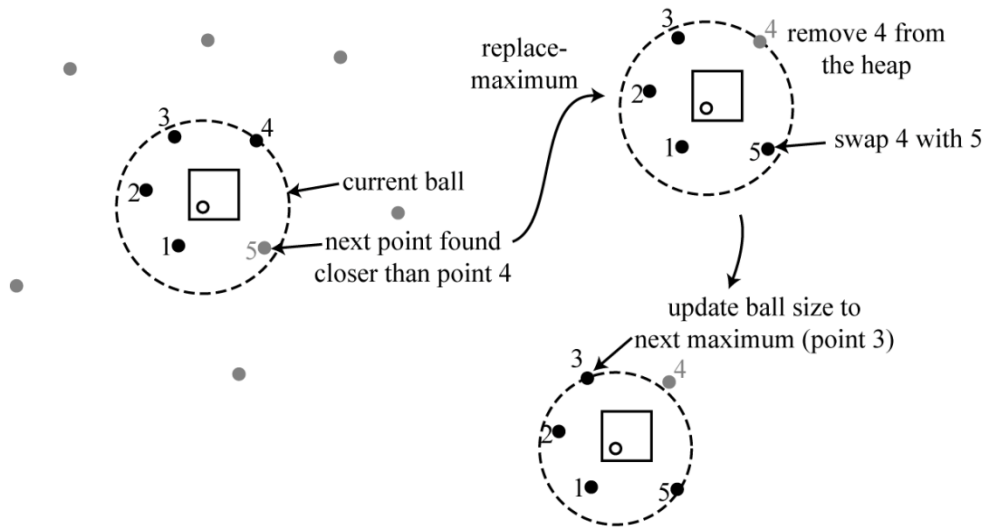 3
4
2
1
5
current ball
next point found
closer than point 4
replace-
maximum
3
4
2
1
5
remove 4 from
the heap
swap 4 with 5
update ball size to
next maximum (point 3)
3
4
2
1
5